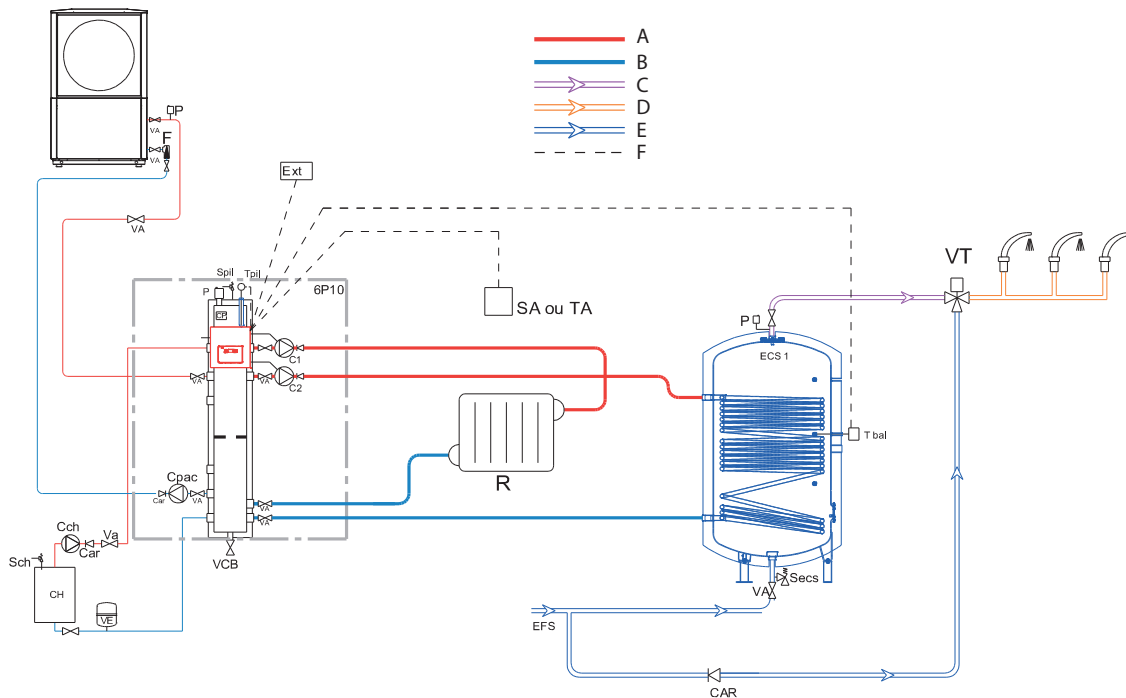 A
B
C
D
E
F
P
VA
F
VA
VA
Ext
Spil
Tpil
6P10
P
CP
SA ou TA
VT
P
ECS 1
C1
VA
VA
C2
T bal
R
Cpac
Car
VA
VA
VA
Cch
Car
Va
VCB
Sch
CH
VE
Secs
VA
EFS
CAR